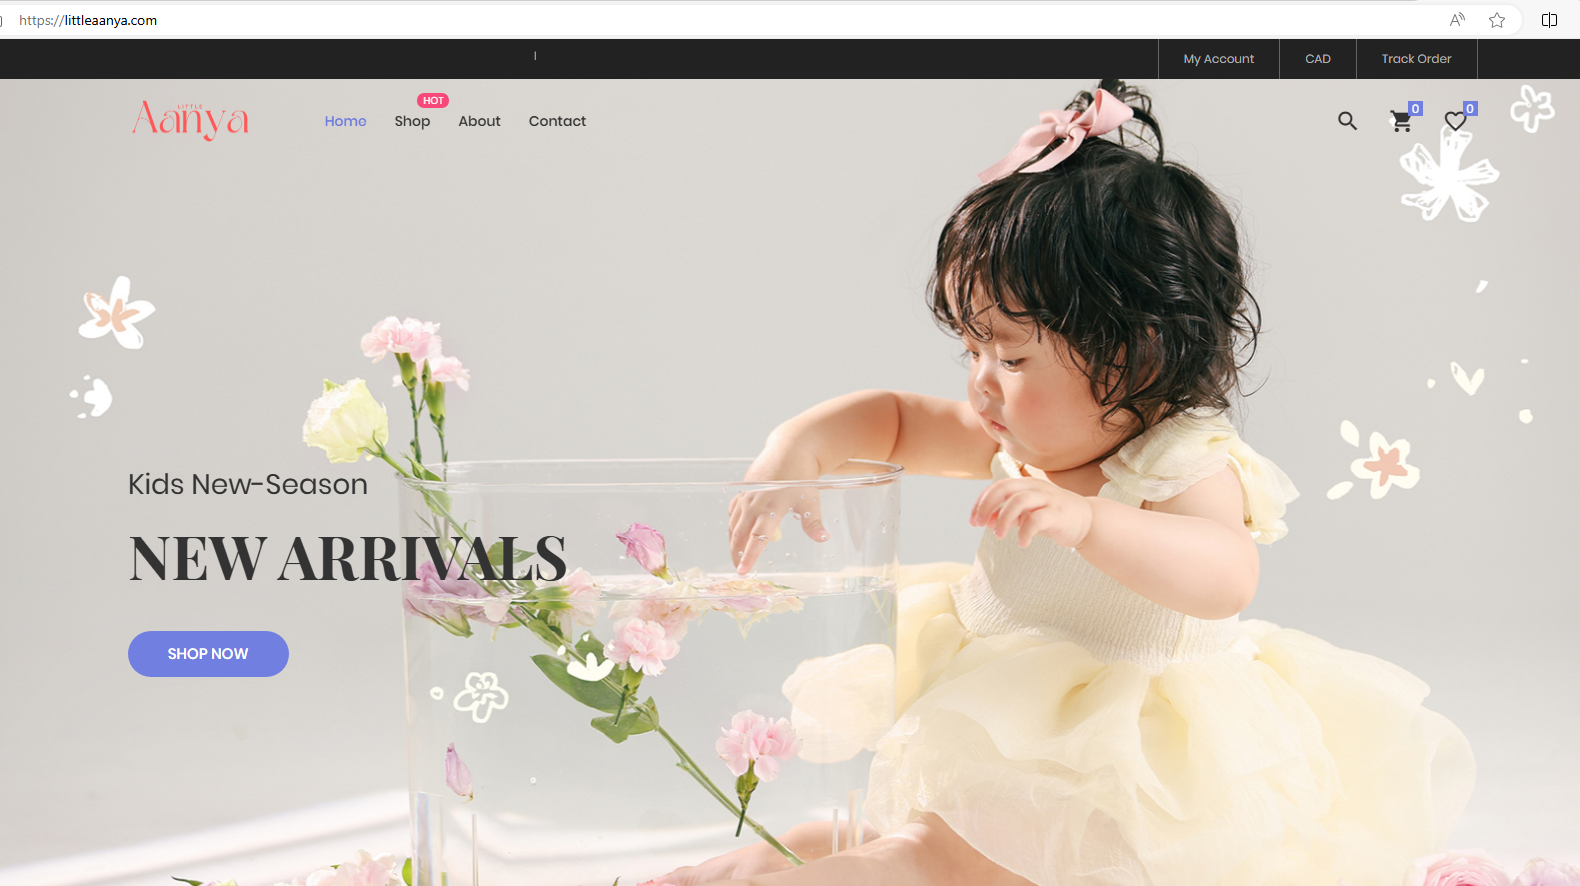 https://littleaanya.com
My Account
CAD
Track Order
LITTLE
Aanya
Home
HOT
Shop
About
Contact
0
0
Kids New-Season
NEW ARRIVALS
SHOP NOW